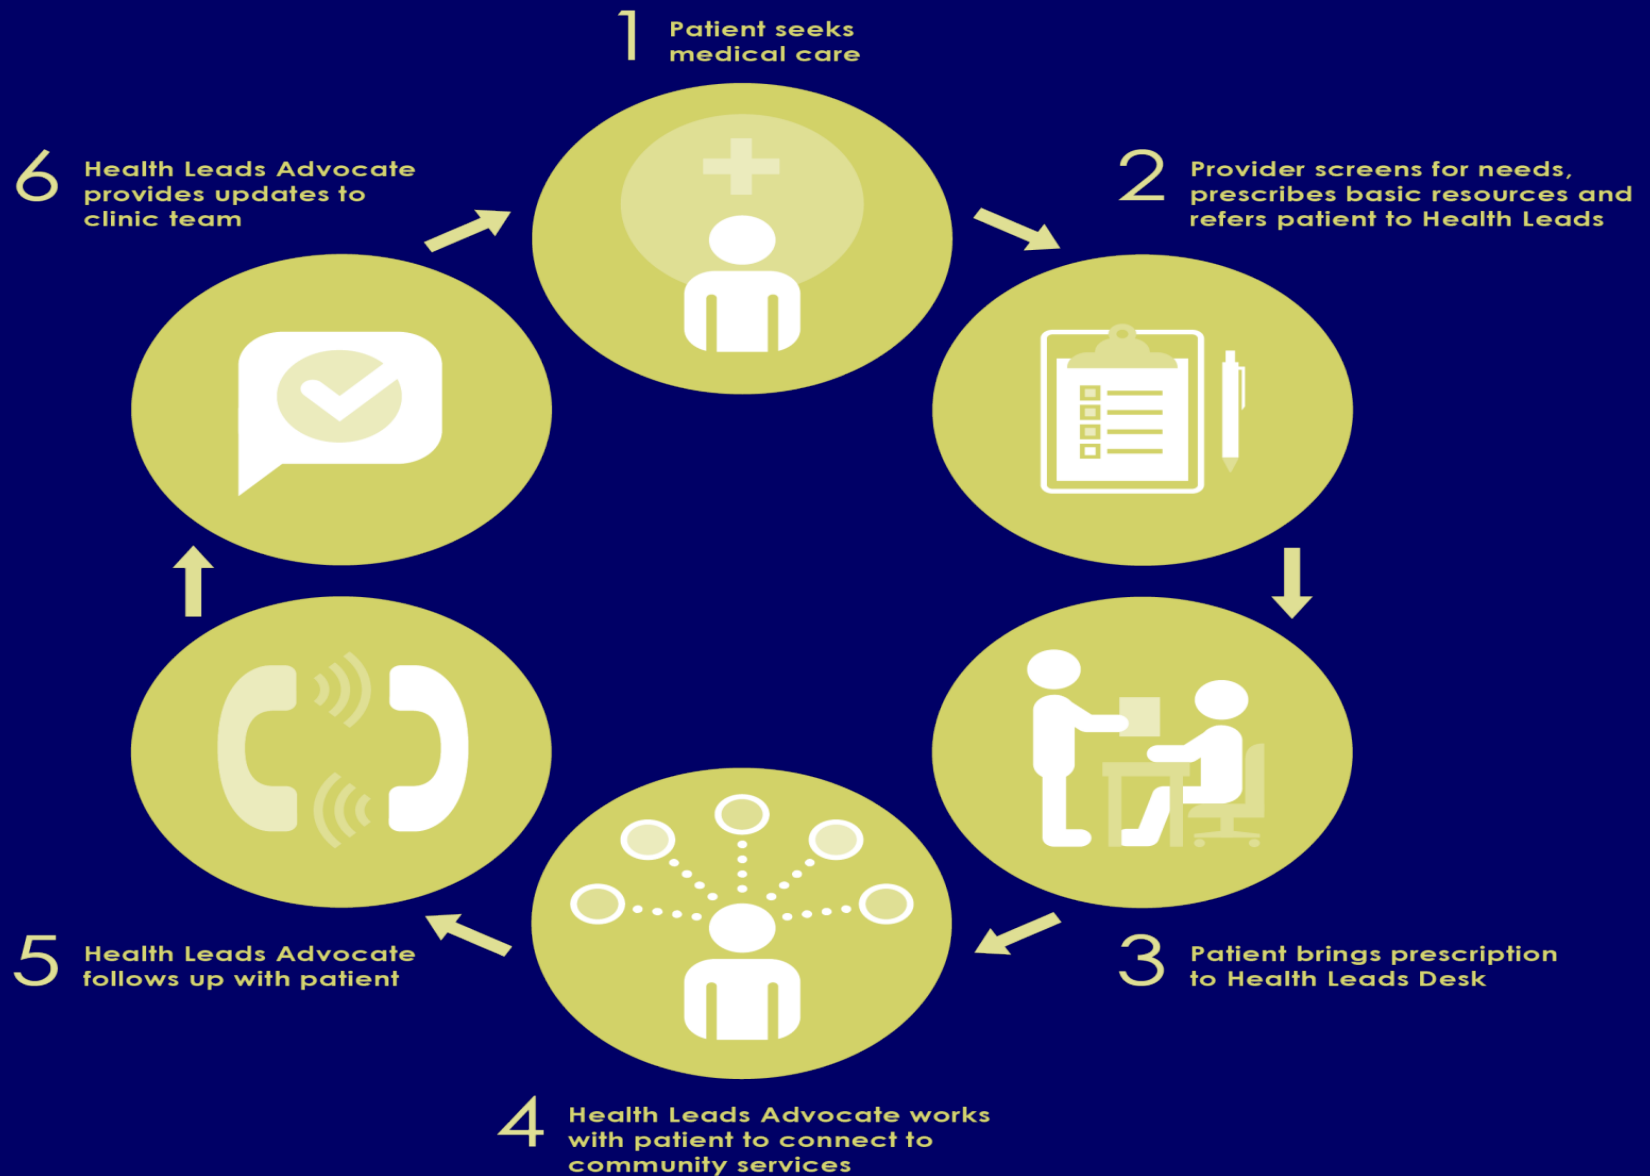 1
Patient seeks
medical care
2
Provider screens for needs,
prescribes basic resources and
refers patient to Health Leads
3
Patient brings prescription
to Health Leads Desk
4
Health Leads Advocate works
with patient to connect to
community services
5
Health Leads Advocate
follows up with patient
6
Health Leads Advocate
provides updates to
clinic team